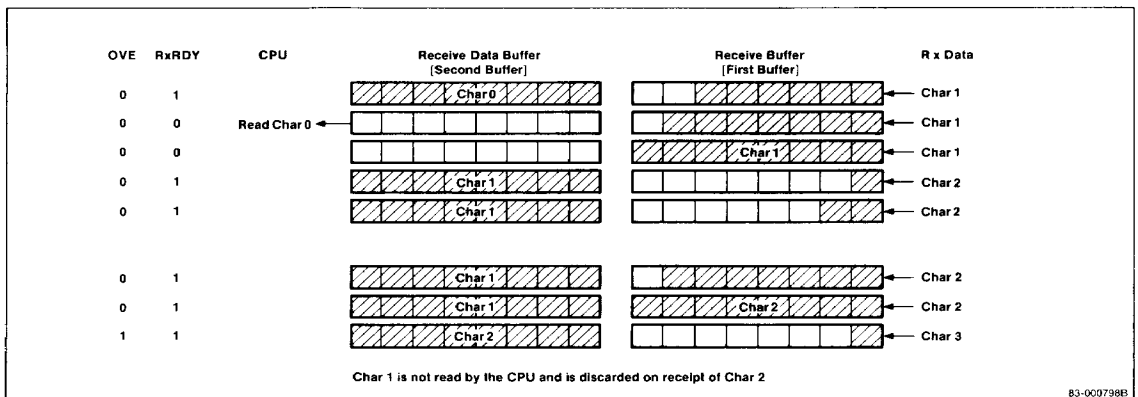 OVE RxRDY CPU Receive Data Buffer [Second Buffer] Receive Buffer [First Buffer] Rx Data
0 1 Char 0 Char 1
0 0 Read Char 0 Char 1
0 0 Char 1 Char 1
0 1 Char 1 Char 2
0 1 Char 1 Char 2
0 1 Char 1 Char 2
0 1 Char 1 Char 2 Char 2
1 1 Char 2 Char 3
Char 1 is not read by the CPU and is discarded on receipt of Char 2
83-000798B